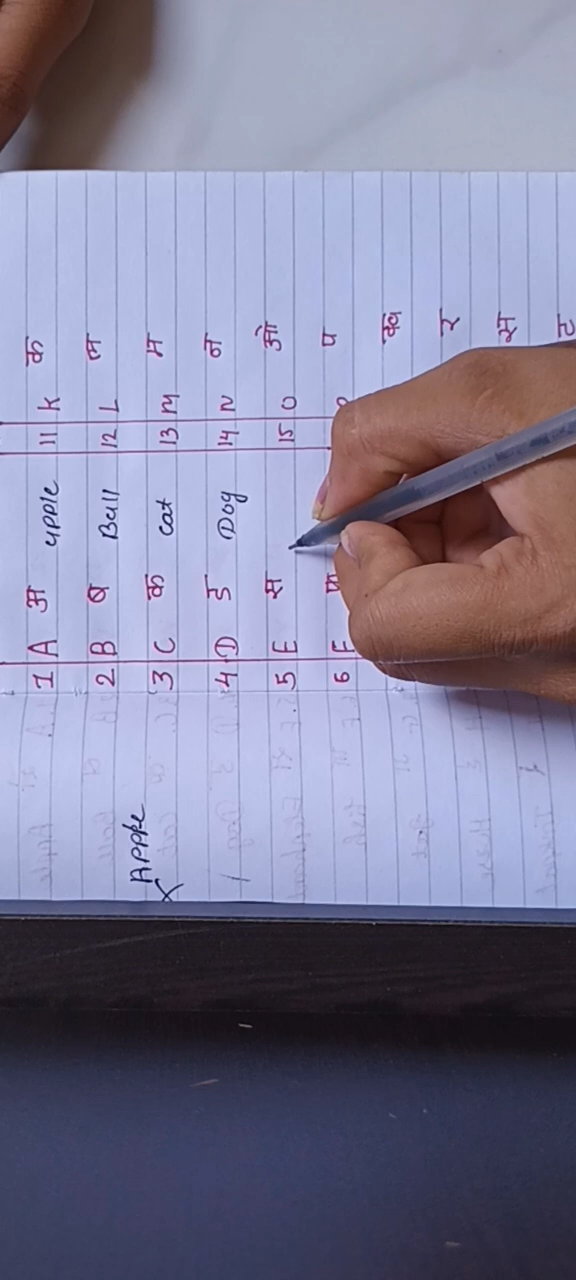 1 A अ Apple 11 K क
2 B ब Ball 12 L ल
3 C क Cat 13 M म
4 D ड Dog 14 N न
5 E स 15 O ओ
6 F प
क्व
र
स
ट
Apple